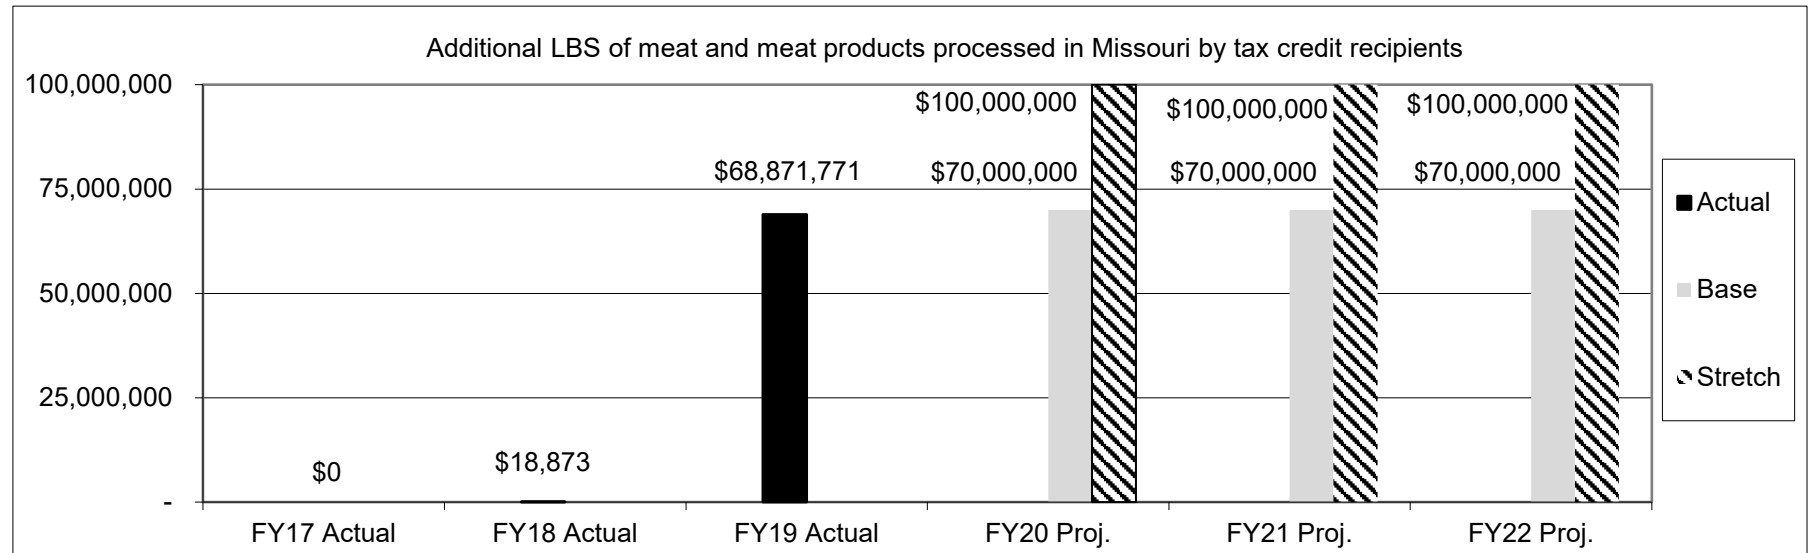 Additional LBS of meat and meat products processed in Missouri by tax credit recipients
100,000,000
75,000,000
50,000,000
25,000,000
-
$0
$18,873
$68,871,771
$100,000,000
$70,000,000
$100,000,000
$70,000,000
$100,000,000
$70,000,000
FY17 Actual
FY18 Actual
FY19 Actual
FY20 Proj.
FY21 Proj.
FY22 Proj.
Actual
Base
Stretch